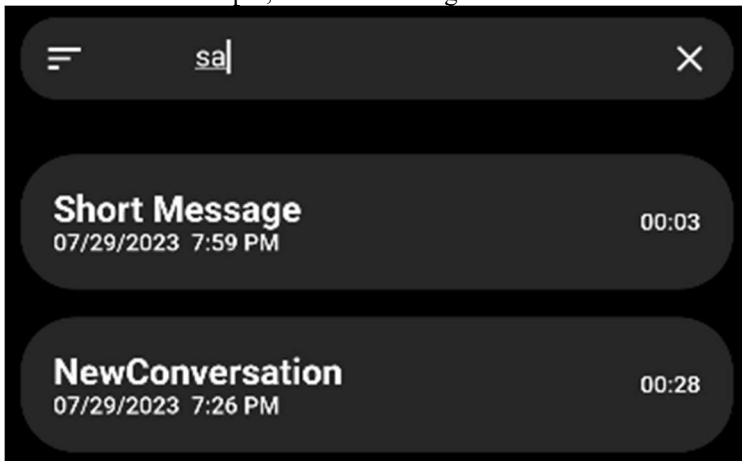 sa
Short Message
07/29/2023 7:59 PM
00:03
NewConversation
07/29/2023 7:26 PM
00:28